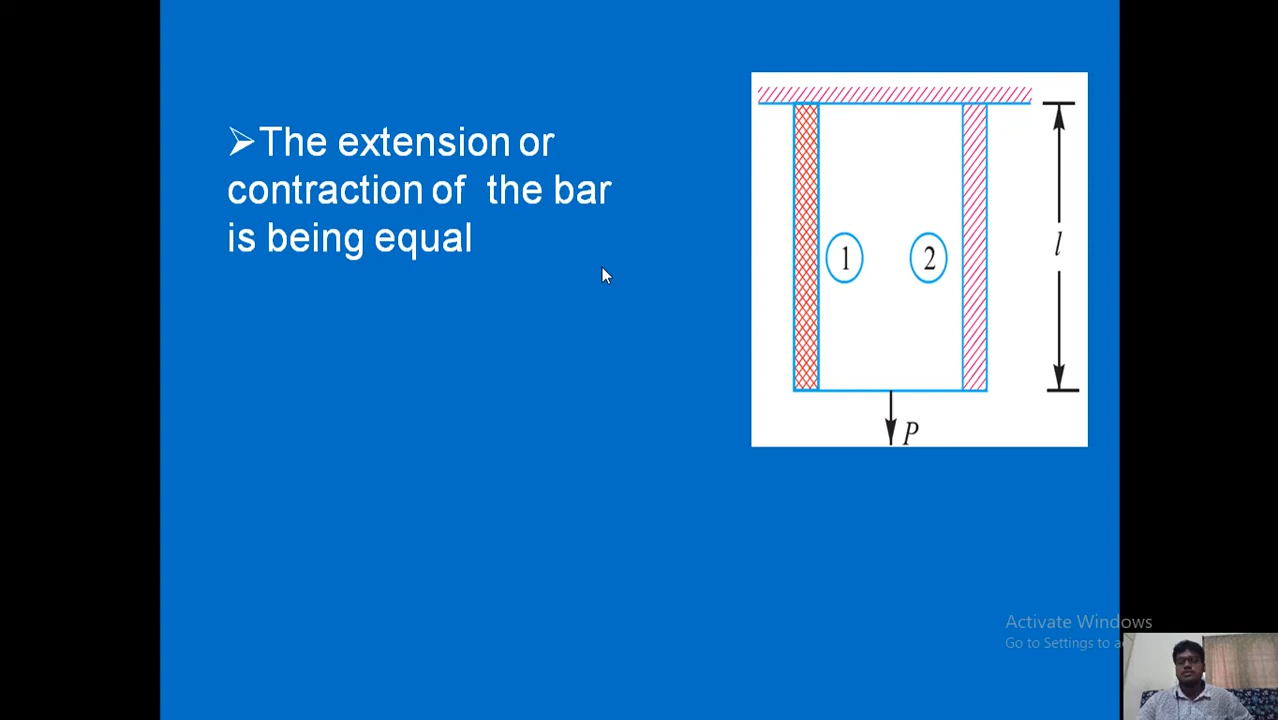 ➢The extension or
contraction of the bar
is being equal
1
2
l
P
Activate Windows
Go to Settings to a